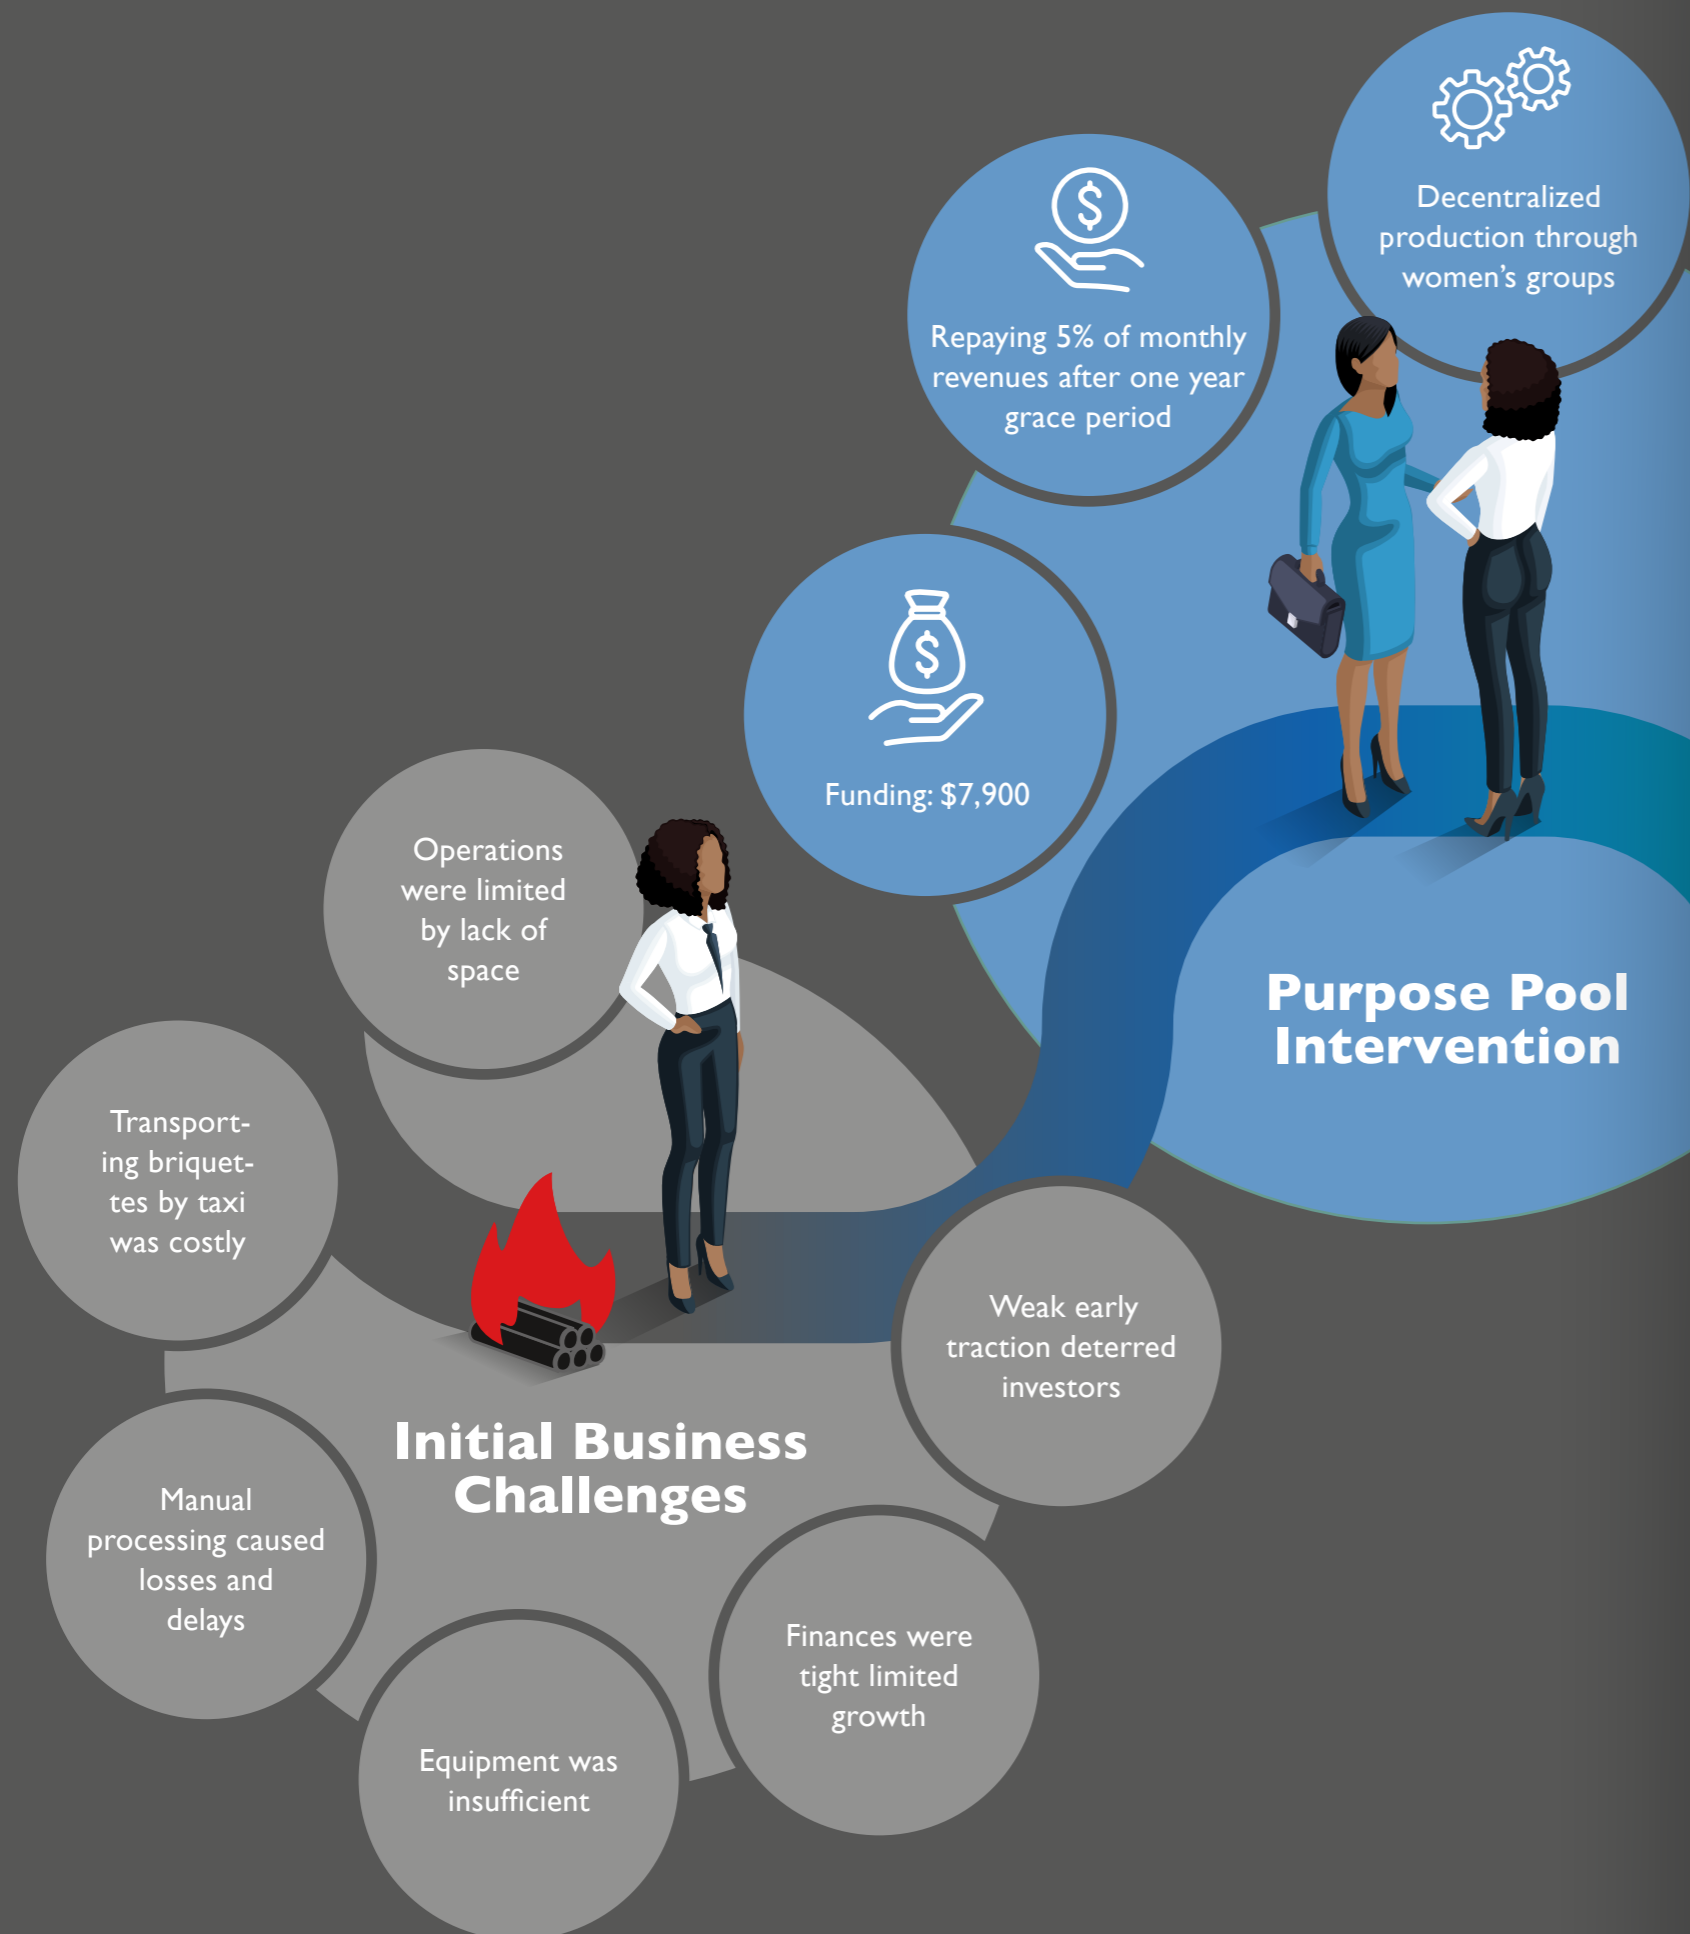 Decentralized
production through
women’s groups
$
Repaying 5% of monthly
revenues after one year
grace period
$
Funding: $7,900
Purpose Pool
Intervention
Operations
were limited
by lack of
space
Transport-
ing briquet-
tes by taxi
was costly
Manual
processing caused
losses and
delays
Initial Business
Challenges
Equipment was
insufficient
Finances were
tight limited
growth
Weak early
traction deterred
investors